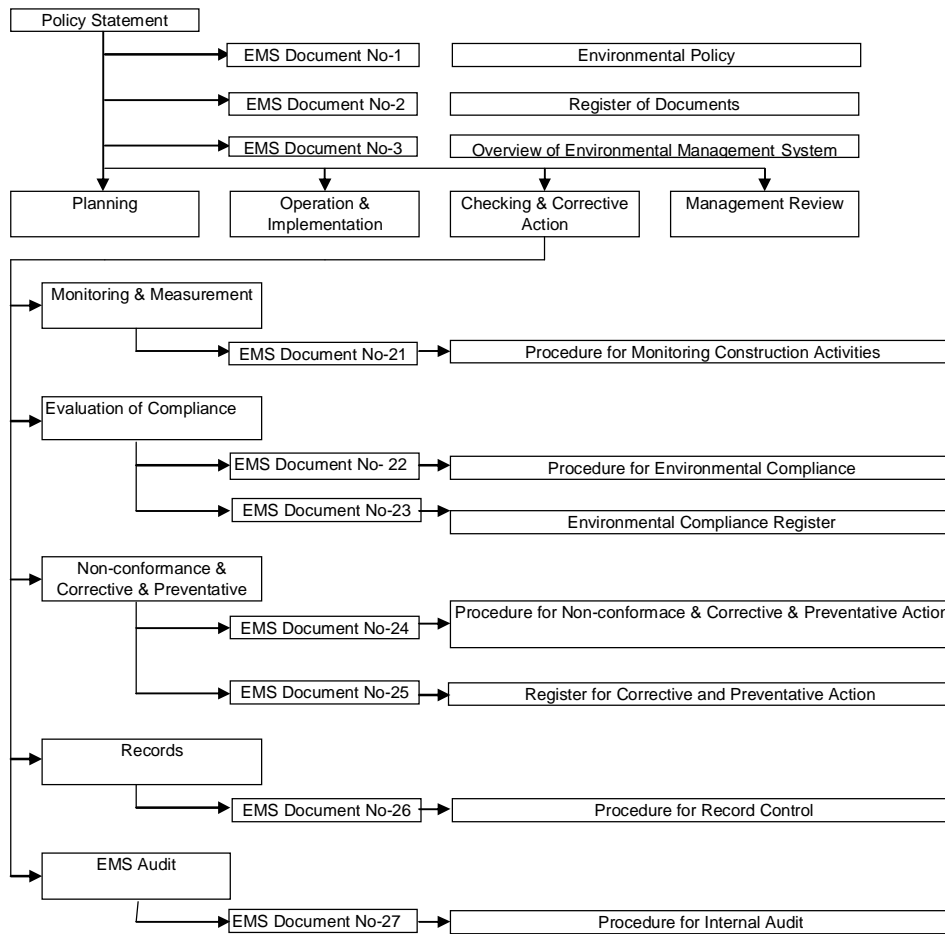 Policy Statement
EMS Document No-1
Environmental Policy
EMS Document No-2
Register of Documents
EMS Document No-3
Overview of Environmental Management System
Planning
Operation &
Implementation
Checking & Corrective
Action
Management Review
Monitoring & Measurement
EMS Document No-21
Procedure for Monitoring Construction Activities
Evaluation of Compliance
EMS Document No- 22
Procedure for Environmental Compliance
EMS Document No-23
Environmental Compliance Register
Non-conformance &
Corrective & Preventative
EMS Document No-24
Procedure for Non-conformace & Corrective & Preventative Action
EMS Document No-25
Register for Corrective and Preventative Action
Records
EMS Document No-26
Procedure for Record Control
EMS Audit
EMS Document No-27
Procedure for Internal Audit